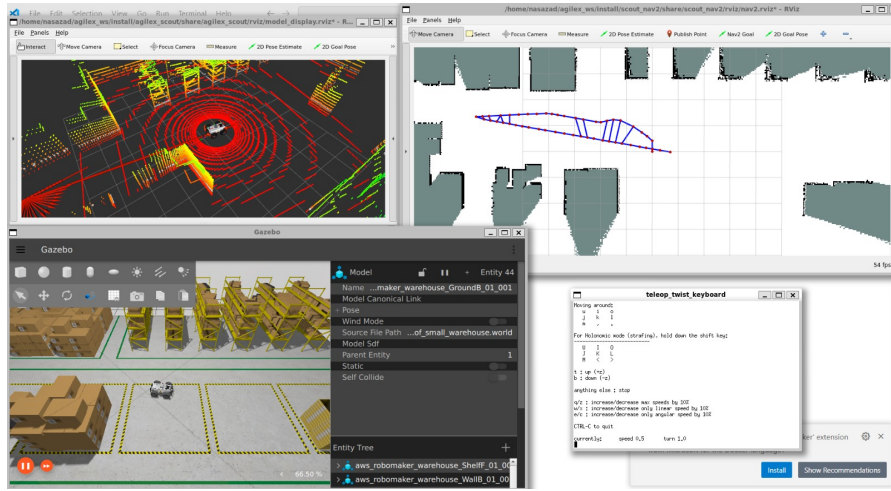 File Edit Selection View Go Run Terminal Help
/home/nasazad/agilex_ws/install/agilex_scout/share/agilex_scout/rviz/model_display.rviz* - R...
File Panels Help
Interact Move Camera Select Focus Camera Measure 2D Pose Estimate 2D Goal Pose »
/home/nasazad/agilex_ws/install/scout_nav2/share/scout_nav2/rviz/nav2.rviz* - RViz
File Panels Help
Move Camera Select Focus Camera Measure 2D Pose Estimate Publish Point Nav2 Goal 2D Goal Pose
54 fps
Gazebo
Gazebo
Model Entity 44
Name ...maker_warehouse_GroundB_01_001
Model Canonical Link
Pose
Wind Mode
Source File Path ...of_small_warehouse.world
Model Sdf
Parent Entity 1
Static
Self Collide
Entity Tree
aws_robomaker_warehouse_ShelfF_01_00
aws_robomaker_warehouse_WallB_01_00
66.50 %
teleop_twist_keyboard
Moving around:
u i o
j k l
m , .
For Holonomic mode (strafing), hold down the shift key:
U I O
J K L
M < >
t : up (+z)
b : down (-z)
anything else : stop
q/z : increase/decrease max speeds by 10%
w/x : increase/decrease only linear speed by 10%
e/c : increase/decrease only angular speed by 10%
CTRL-C to quit
currently: speed 0.5 turn 1.0
ker' extension
Install Show Recommendations